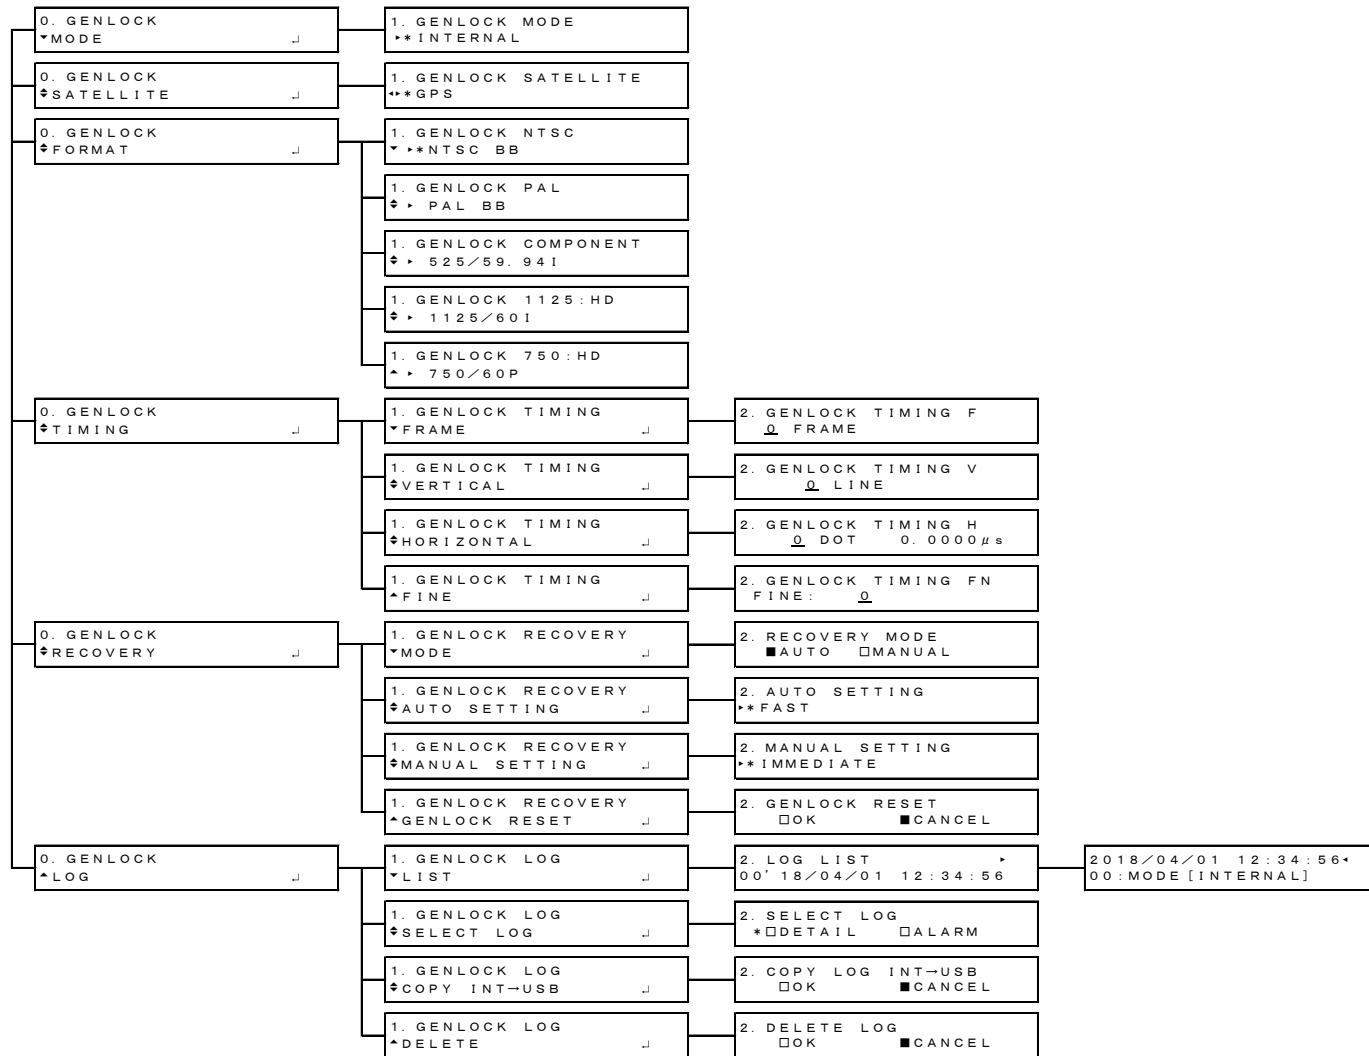 0. GENLOCK
▾MODE ↵
1. GENLOCK MODE
▸*INTERNAL
0. GENLOCK
◆SATELLITE ↵
1. GENLOCK SATELLITE
◂▸*GPS
0. GENLOCK
◆FORMAT ↵
1. GENLOCK NTSC
▾ ▸*NTSC BB
1. GENLOCK PAL
◆ ▸ PAL BB
1. GENLOCK COMPONENT
◆ ▸ 525/59.94I
1. GENLOCK 1125:HD
◆ ▸ 1125/60I
1. GENLOCK 750:HD
▴ ▸ 750/60P
0. GENLOCK
◆TIMING ↵
1. GENLOCK TIMING
▾FRAME ↵
2. GENLOCK TIMING F
0 FRAME
1. GENLOCK TIMING
◆VERTICAL ↵
2. GENLOCK TIMING V
0 LINE
1. GENLOCK TIMING
◆HORIZONTAL ↵
2. GENLOCK TIMING H
0 DOT 0.0000μs
1. GENLOCK TIMING
▴FINE ↵
2. GENLOCK TIMING FN
FINE: 0
0. GENLOCK
◆RECOVERY ↵
1. GENLOCK RECOVERY
▾MODE ↵
2. RECOVERY MODE
■AUTO □MANUAL
1. GENLOCK RECOVERY
◆AUTO SETTING ↵
2. AUTO SETTING
▸*FAST
1. GENLOCK RECOVERY
◆MANUAL SETTING ↵
2. MANUAL SETTING
▸*IMMEDIATE
1. GENLOCK RECOVERY
▴GENLOCK RESET ↵
2. GENLOCK RESET
□OK ■CANCEL
0. GENLOCK
▴LOG ↵
1. GENLOCK LOG
▾LIST ↵
2. LOG LIST ▸
00'18/04/01 12:34:56
2018/04/01 12:34:56◂
00:MODE[INTERNAL]
1. GENLOCK LOG
◆SELECT LOG ↵
2. SELECT LOG
*□DETAIL □ALARM
1. GENLOCK LOG
◆COPY INT→USB ↵
2. COPY LOG INT→USB
□OK ■CANCEL
1. GENLOCK LOG
▴DELETE ↵
2. DELETE LOG
□OK ■CANCEL